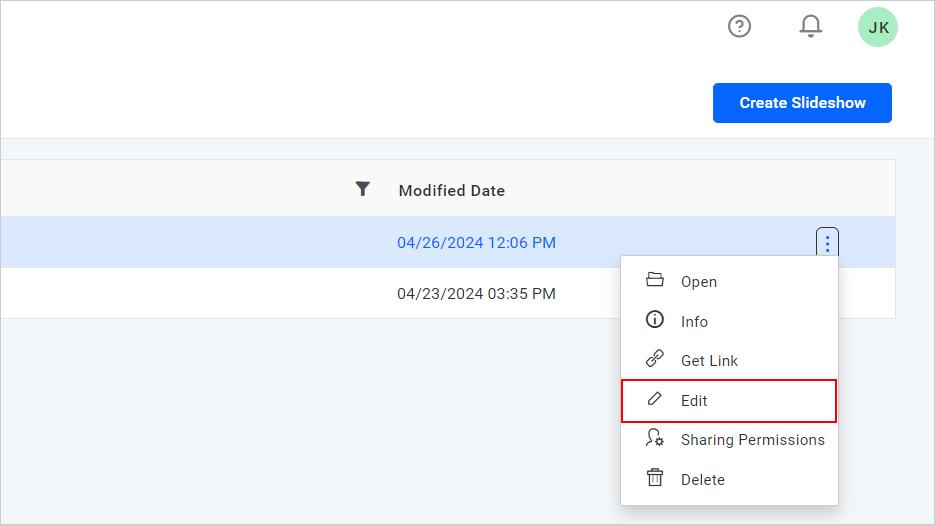 JK
Create Slideshow
Modified Date
04/26/2024 12:06 PM
04/23/2024 03:35 PM
Open
Info
Get Link
Edit
Sharing Permissions
Delete